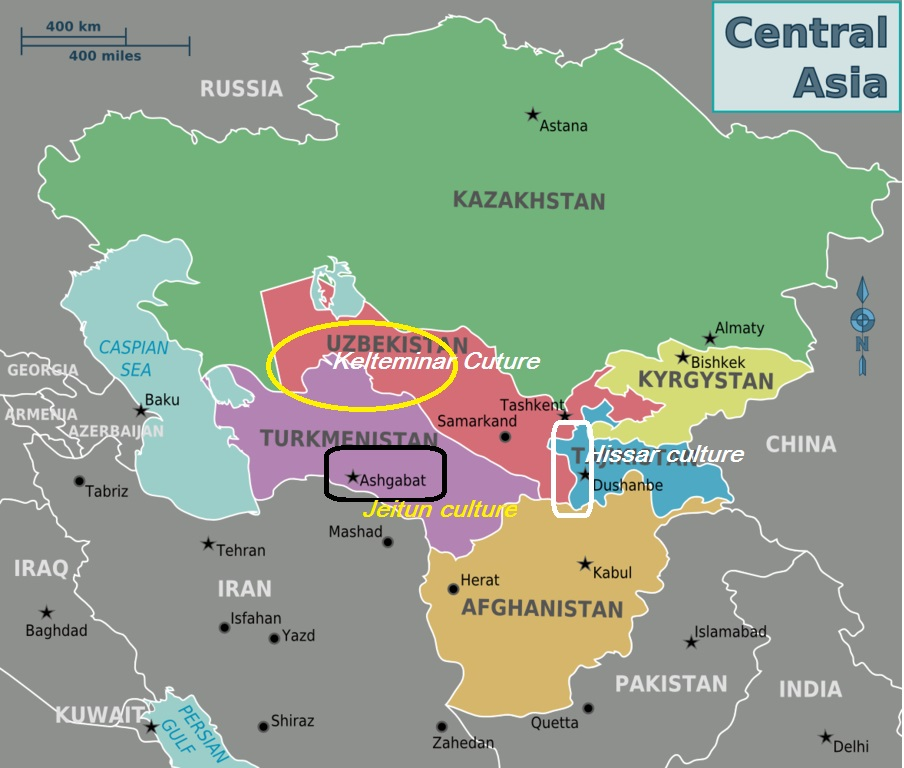 400 km
400 miles
Central
Asia
RUSSIA
Astana
KAZAKHSTAN
CASPIAN
SEA
UZBEKISTAN
Kelteminar Cuture
Almaty
Bishkek
KYRGYSTAN
GEORGIA
ARMENIA
AZERBAIJAN
Baku
Tashkent
Samarkand
N
TURKMENISTAN
CHINA
TAJIKISTAN
Hissar culture
Dushanbe
Ashgabat
Jeitun culture
Tabriz
Mashad
Tehran
IRAQ
IRAN
Baghdad
Isfahan
Yazd
Herat
Kabul
AFGHANISTAN
Islamabad
PAKISTAN
INDIA
KUWAIT
PERSIAN
GULF
Shiraz
Zahedan
Quetta
Delhi